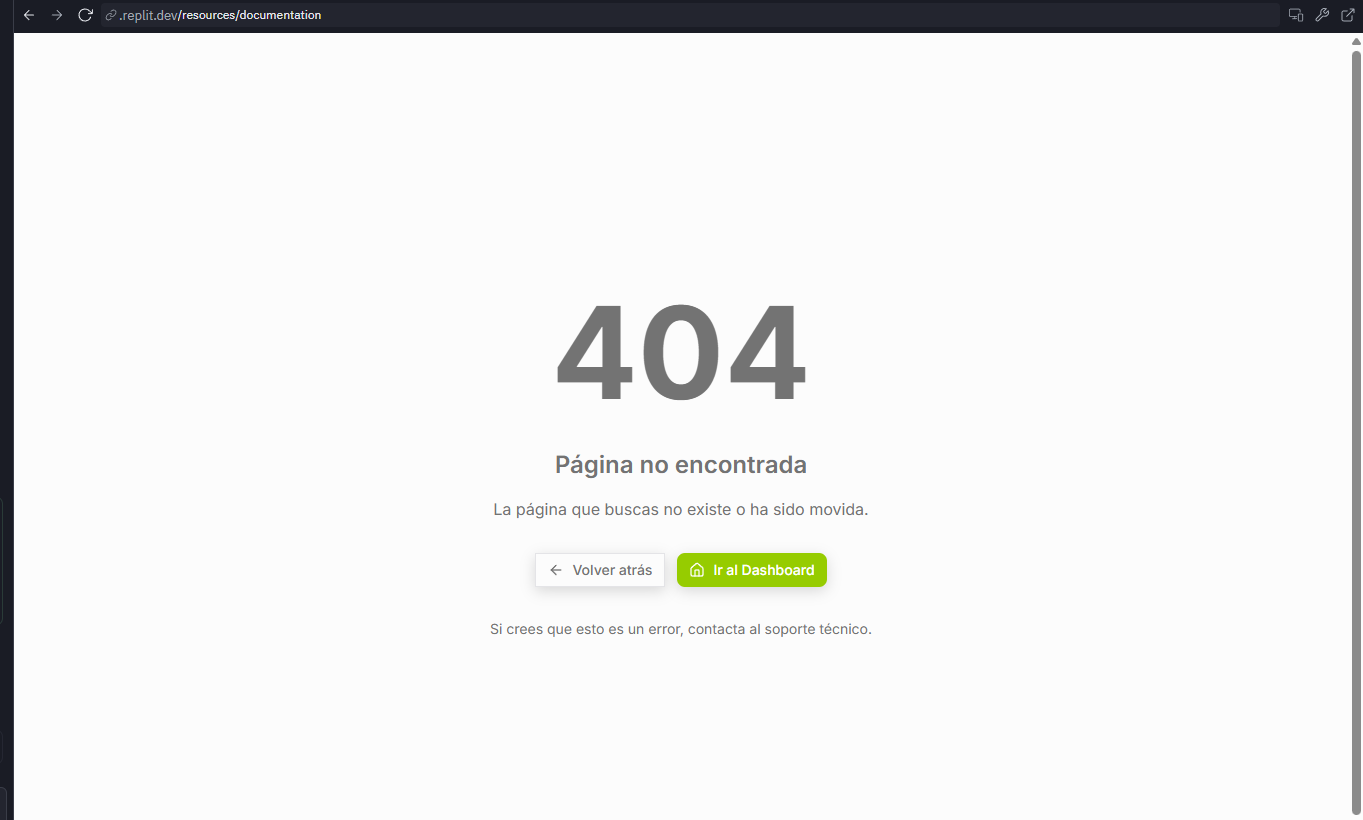 .replit.dev/resources/documentation
404
Página no encontrada
La página que buscas no existe o ha sido movida.
Volver atrás
Ir al Dashboard
Si crees que esto es un error, contacta al soporte técnico.